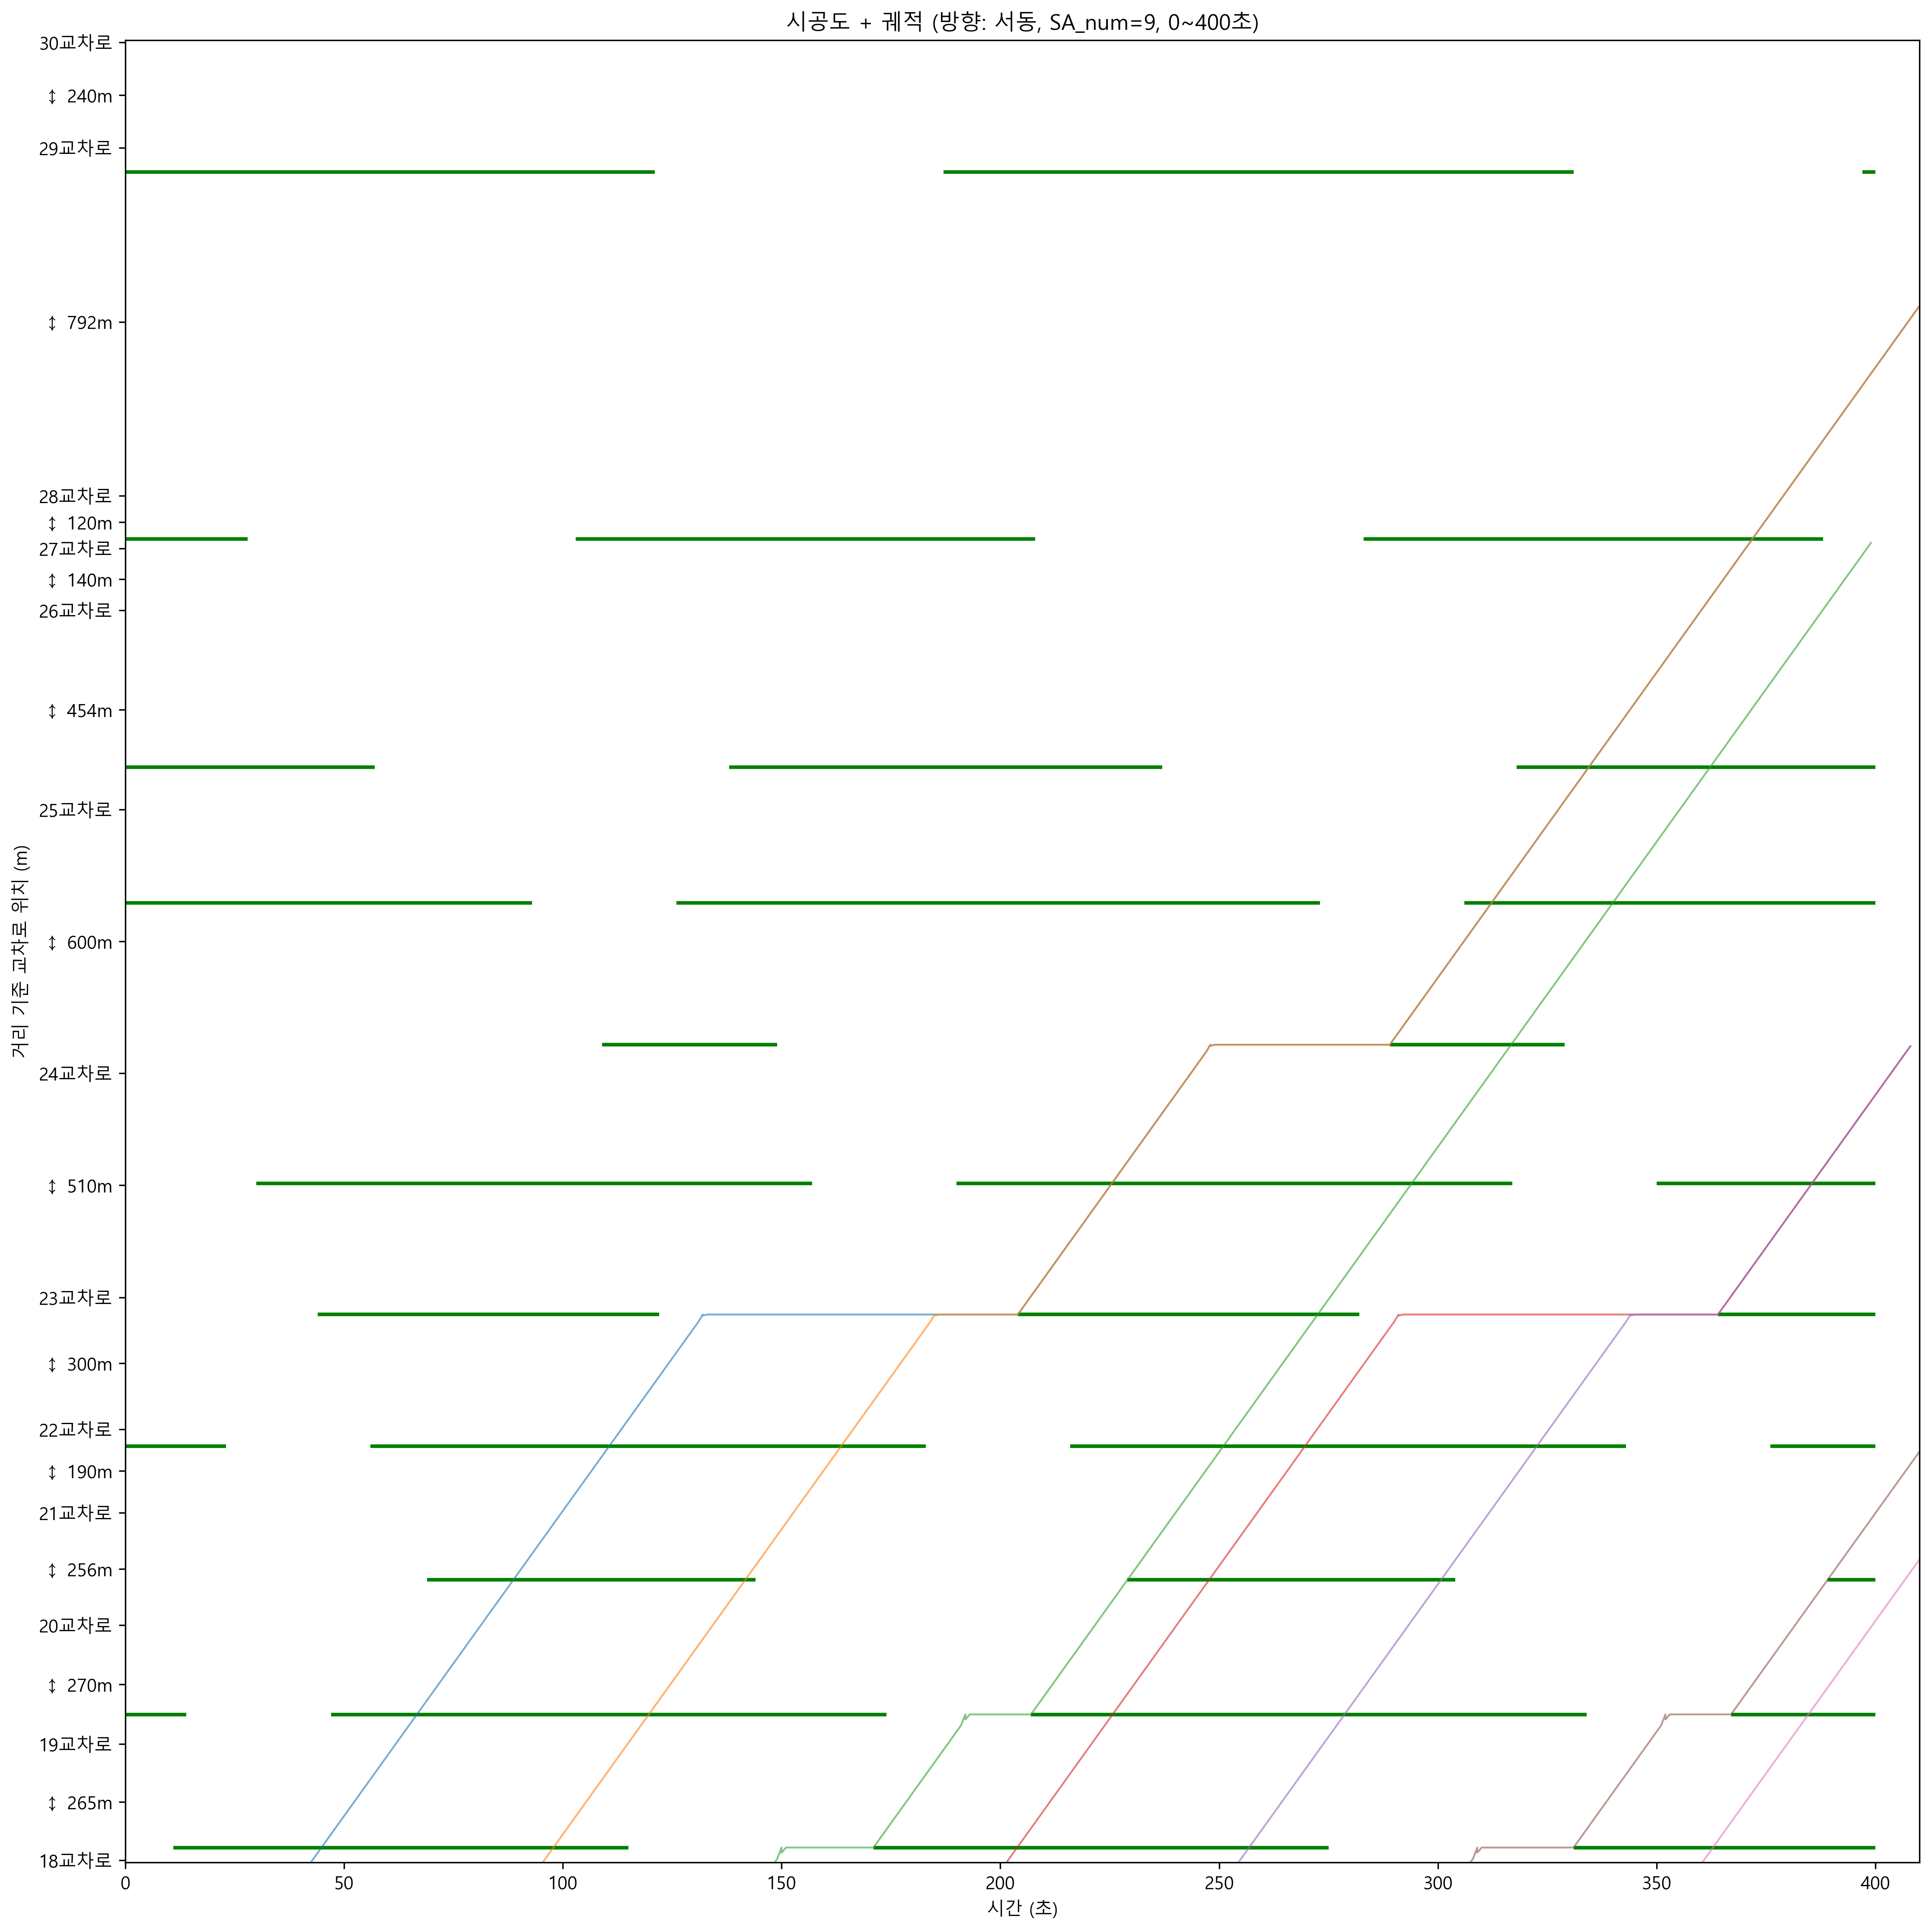 시공도 + 궤적 (방향: 서동, SA_num=9, 0~400초)
30교차로
↕ 240m
29교차로
↕ 792m
28교차로
↕ 120m
27교차로
↕ 140m
26교차로
↕ 454m
25교차로
↕ 600m
24교차로
↕ 510m
23교차로
↕ 300m
22교차로
↕ 190m
21교차로
↕ 256m
20교차로
↕ 270m
19교차로
↕ 265m
18교차로
거리 기준 교차로 위치 (m)
0 50 100 150 200 250 300 350 400
시간 (초)